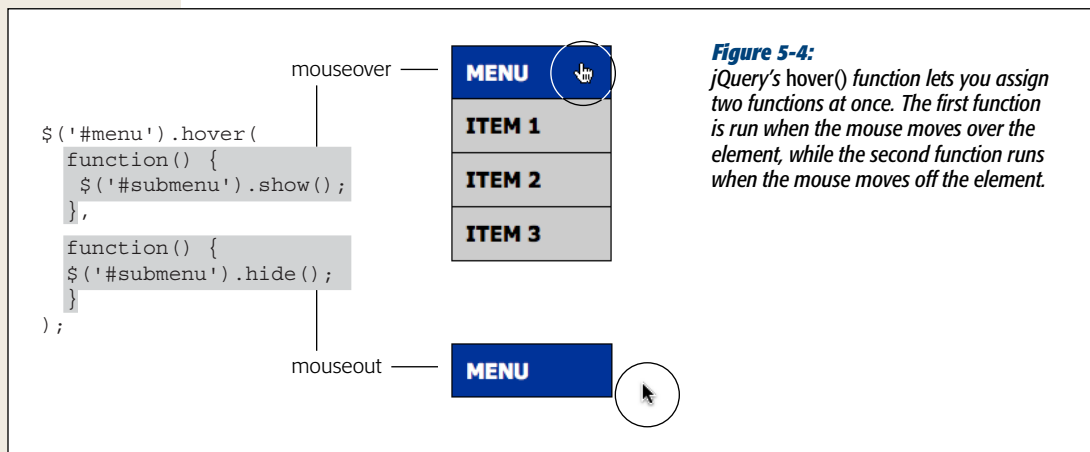 mouseover
$('#menu').hover(
function() {
$('#submenu').show();
},
function() {
$('#submenu').hide();
}
);
mouseout
MENU
ITEM 1
ITEM 2
ITEM 3
MENU
Figure 5-4:
jQuery's hover() function lets you assign
two functions at once. The first function
is run when the mouse moves over the
element, while the second function runs
when the mouse moves off the element.